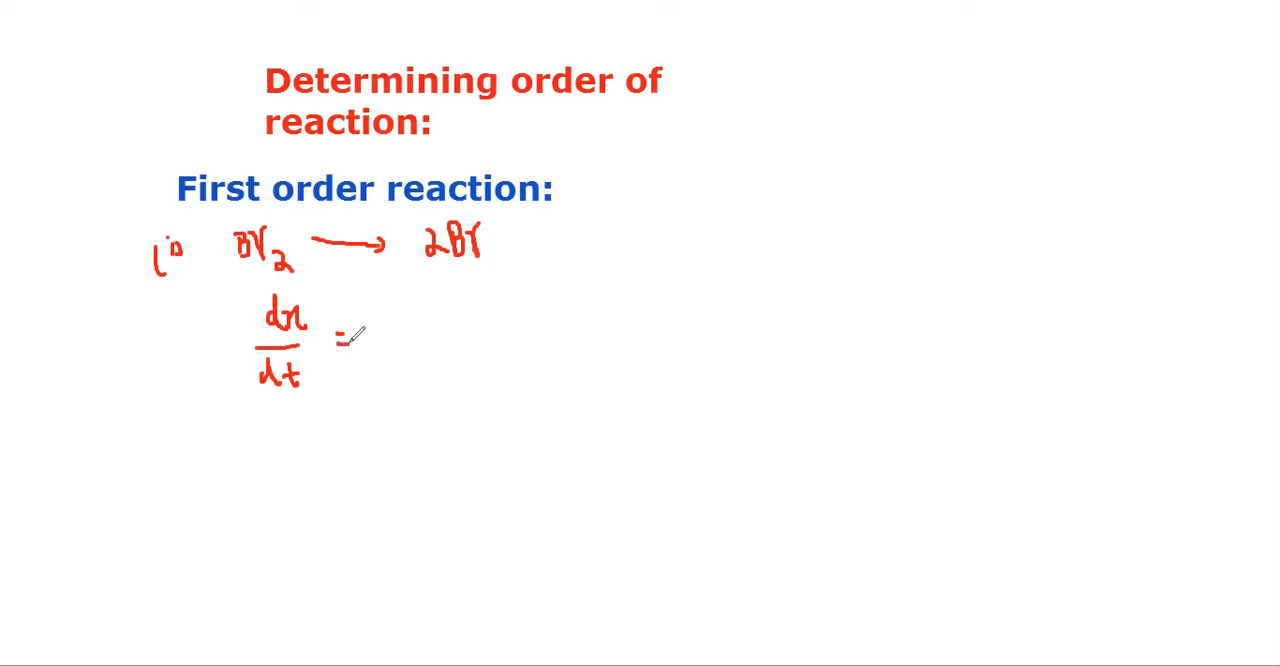 Determining order of
reaction:
First order reaction:
(i) Br2 → 2Br
dx
dt =